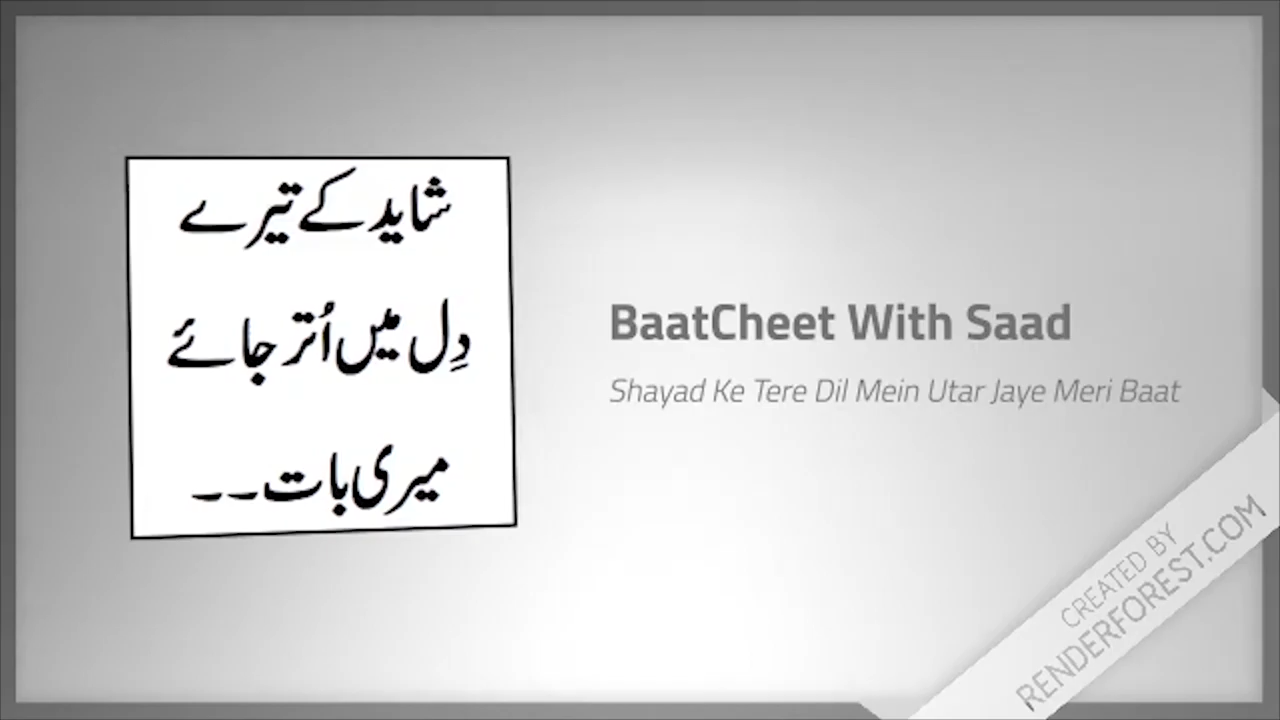 شاید کے تیرے
دِل میں اُتر جائے
میری بات ۔۔۔
BaatCheet With Saad
Shayad Ke Tere Dil Mein Utar Jaye Meri Baat
CREATED BY
RENDERFOREST.COM